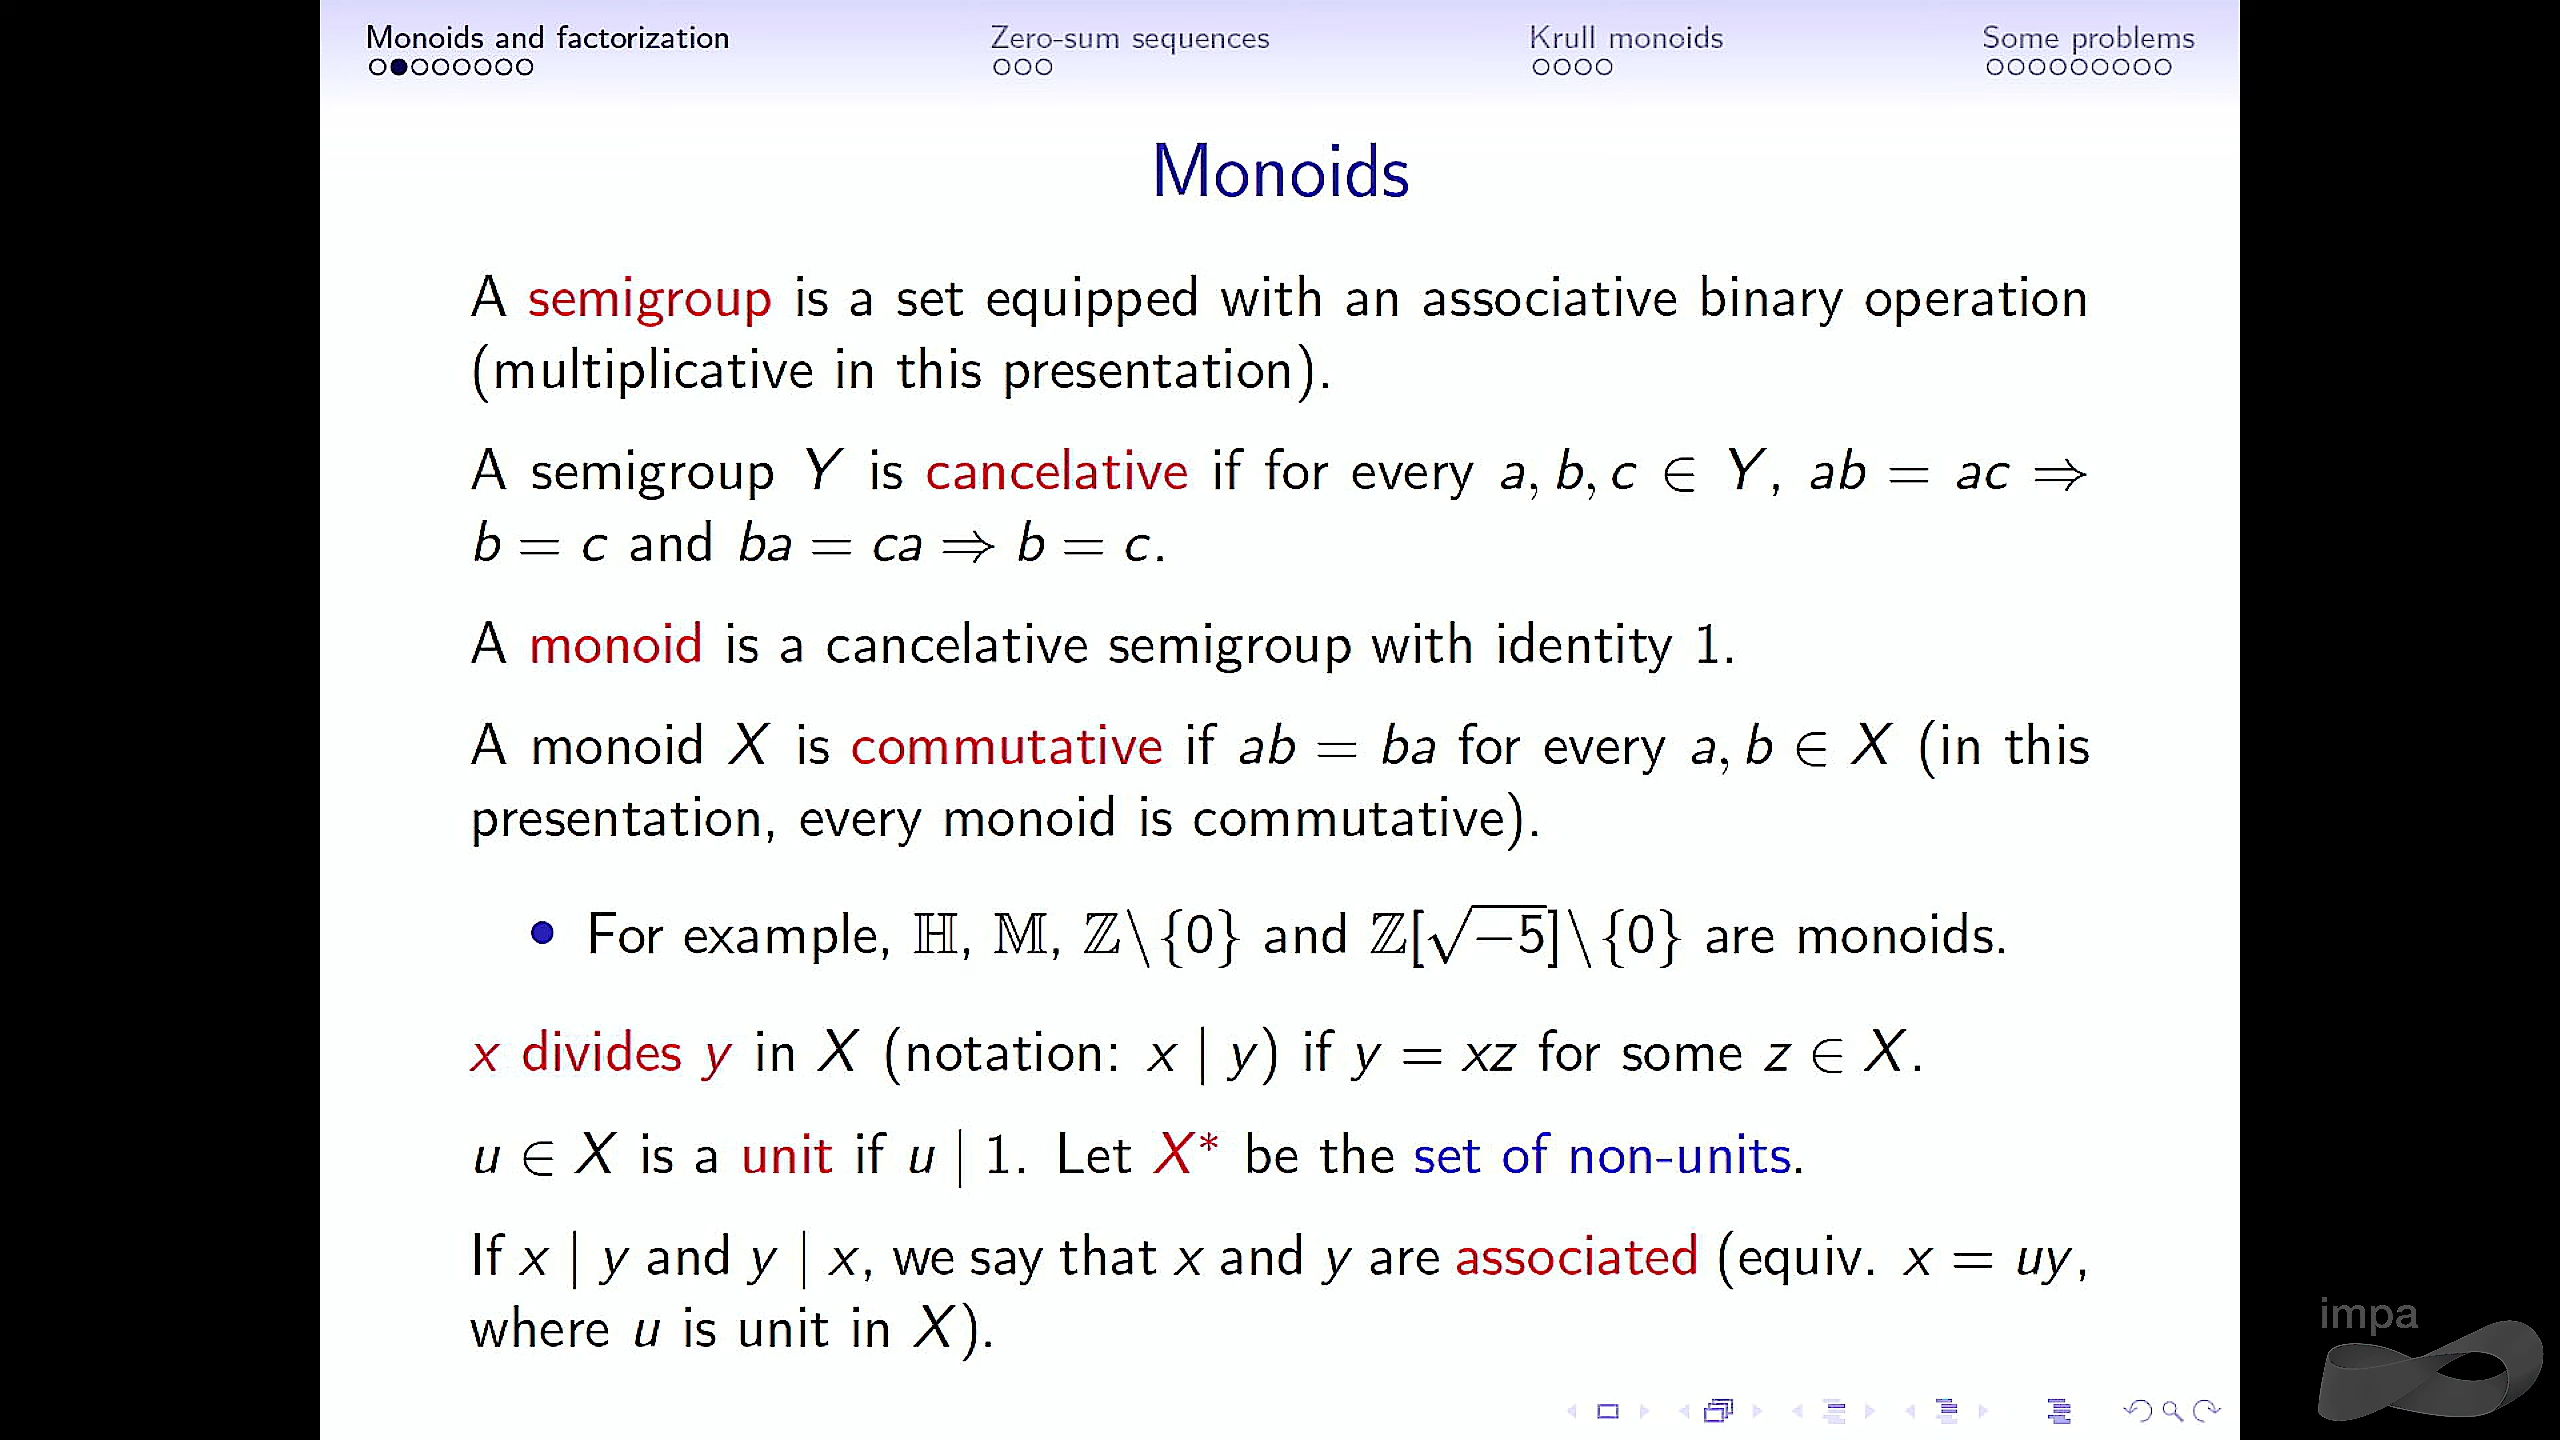 Monoids and factorization
Zero-sum sequences
Krull monoids
Some problems
Monoids
A semigroup is a set equipped with an associative binary operation
(multiplicative in this presentation).
A semigroup Y is cancelative if for every a, b, c ∈ Y, ab = ac ⇒
b = c and ba = ca ⇒ b = c.
A monoid is a cancelative semigroup with identity 1.
A monoid X is commutative if ab = ba for every a, b ∈ X (in this
presentation, every monoid is commutative).
• For example, ℍ, 𝕄, ℤ\{0} and ℤ[√−5]\{0} are monoids.
x divides y in X (notation: x | y) if y = xz for some z ∈ X.
u ∈ X is a unit if u | 1. Let X* be the set of non-units.
If x | y and y | x, we say that x and y are associated (equiv. x = uy,
where u is unit in X).
impa